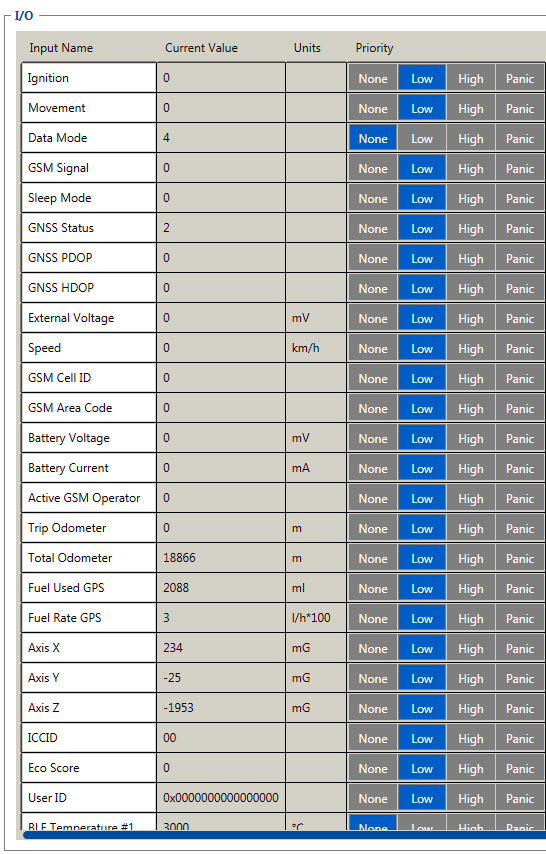 I/O
Input Name Current Value Units Priority
Ignition 0 None Low High Panic
Movement 0 None Low High Panic
Data Mode 4 None Low High Panic
GSM Signal 0 None Low High Panic
Sleep Mode 0 None Low High Panic
GNSS Status 2 None Low High Panic
GNSS PDOP 0 None Low High Panic
GNSS HDOP 0 None Low High Panic
External Voltage 0 mV None Low High Panic
Speed 0 km/h None Low High Panic
GSM Cell ID 0 None Low High Panic
GSM Area Code 0 None Low High Panic
Battery Voltage 0 mV None Low High Panic
Battery Current 0 mA None Low High Panic
Active GSM Operator 0 None Low High Panic
Trip Odometer 0 m None Low High Panic
Total Odometer 18866 m None Low High Panic
Fuel Used GPS 2088 ml None Low High Panic
Fuel Rate GPS 3 l/h*100 None Low High Panic
Axis X 234 mG None Low High Panic
Axis Y -25 mG None Low High Panic
Axis Z -1953 mG None Low High Panic
ICCID 00 None Low High Panic
Eco Score 0 None Low High Panic
User ID 0x0000000000000000 None Low High Panic
BLE Temperature #1 3000 °C None Low High Panic